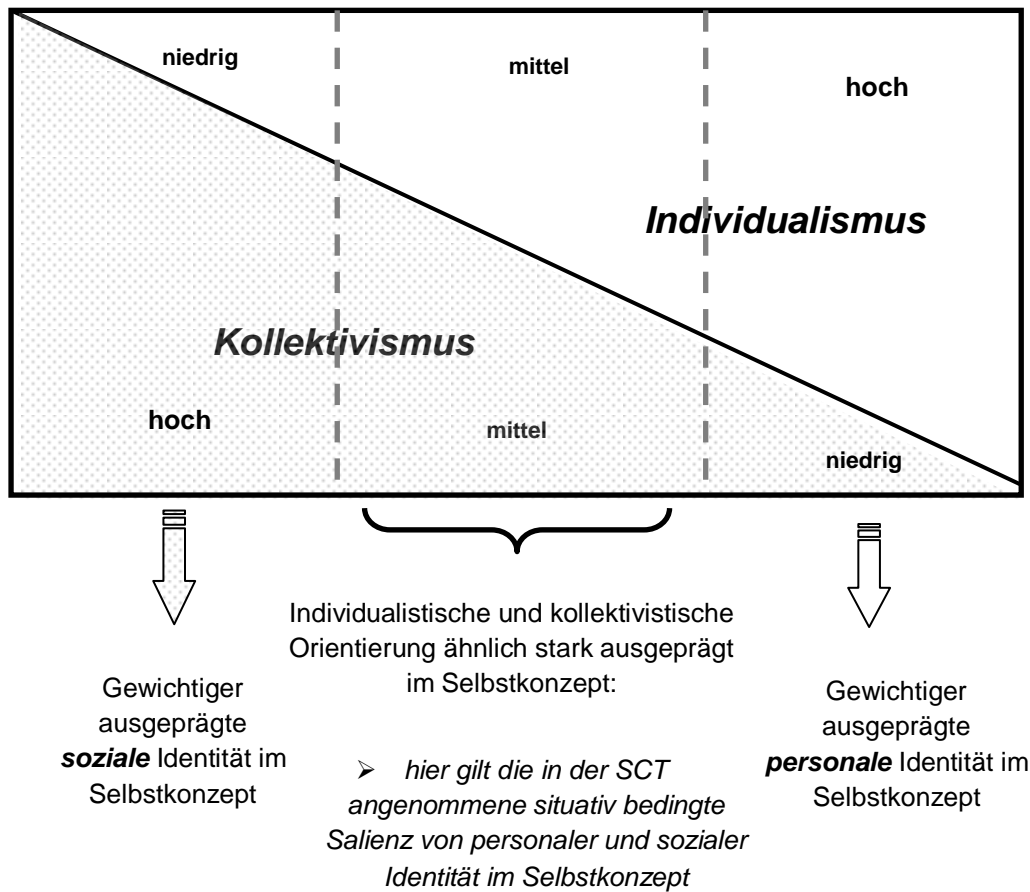 niedrig
mittel
hoch
Individualismus
Kollektivismus
hoch
mittel
niedrig
Gewichtiger
ausgeprägte
soziale Identität im
Selbstkonzept
Individualistische und kollektivistische
Orientierung ähnlich stark ausgeprägt
im Selbstkonzept:
➢ hier gilt die in der SCT
angenommene situativ bedingte
Salienz von personaler und sozialer
Identität im Selbstkonzept
Gewichtiger
ausgeprägte
personale Identität im
Selbstkonzept